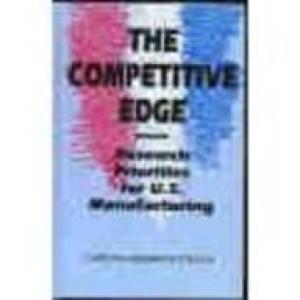 THE
COMPETITIVE
EDGE
Research
Priorities
for U.S.
Manufacturing